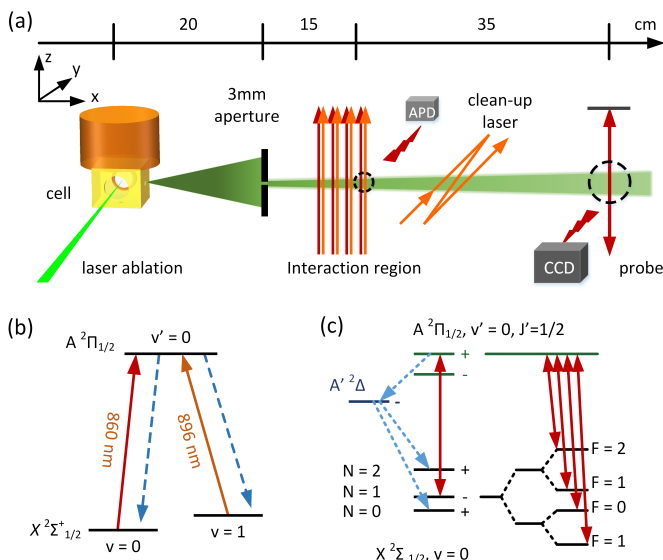 (a)
20
15
35
cm
z
y
x
3mm
aperture
APD
clean-up
laser
cell
laser ablation
Interaction region
CCD
probe
(b)
A ²Π₁/₂
v' = 0
860 nm
896 nm
X ²Σ⁺₁/₂
v = 0
v = 1
(c)
A ²Π₁/₂, v' = 0, J'=1/2
+
-
A' ²Δ
-
N = 2
+
F = 2
N = 1
-
F = 1
N = 0
+
F = 0
F = 1
X ²Σ₁/₂, v = 0